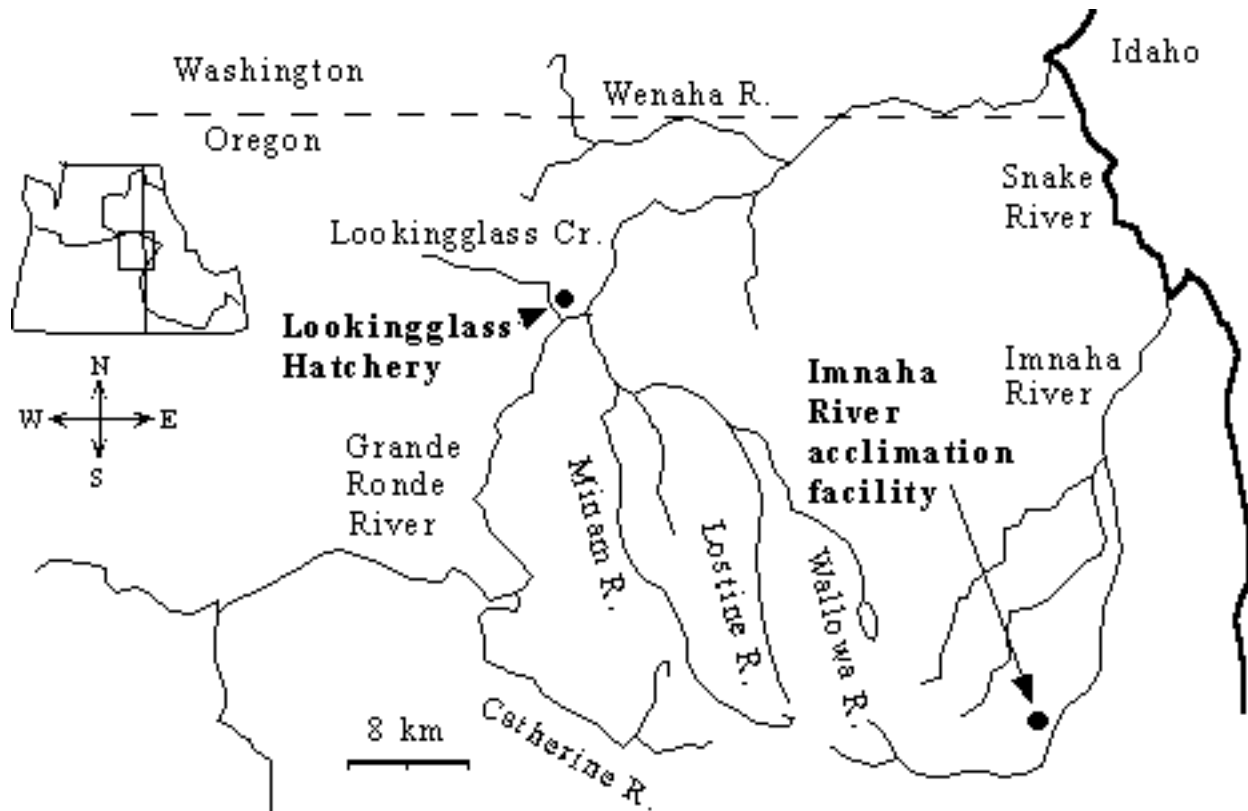 Washington
Idaho
Wenaha R.
Oregon
Snake
River
Lookingglass Cr.
Lookingglass
Hatchery
Imnaha
River
Imnaha
River
acclimation
facility
N
W
E
S
Grande
Ronde
River
Minam R.
Lostine R.
Wallowa R.
Catherine R.
8 km